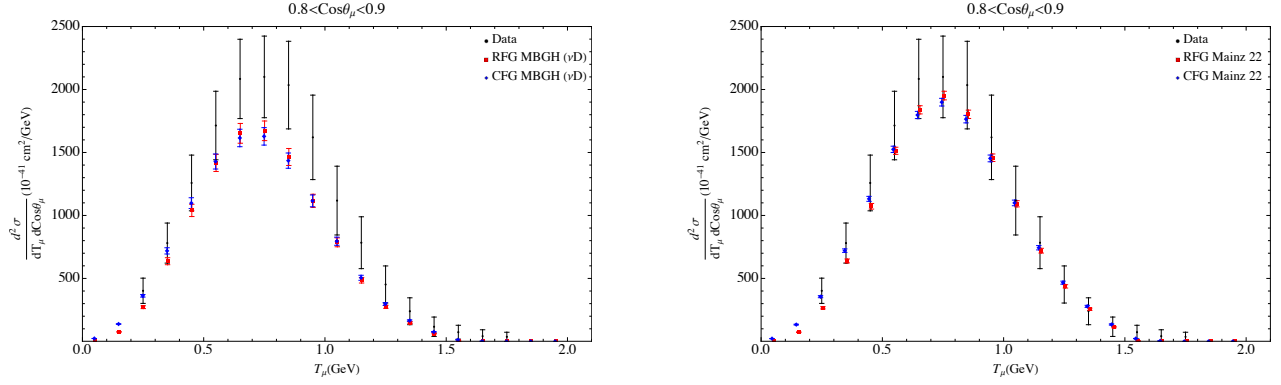 0.8<Cosθμ<0.9
2500
2000
1500
1000
500
0.0
0.5
1.0
1.5
2.0
Tμ(GeV)
d²σ / dTμ dCosθμ (10⁻⁴¹ cm²/GeV)
Data
RFG MBGH (νD)
CFG MBGH (νD)
0.8<Cosθμ<0.9
2500
2000
1500
1000
500
0.0
0.5
1.0
1.5
2.0
Tμ(GeV)
d²σ / dTμ dCosθμ (10⁻⁴¹ cm²/GeV)
Data
RFG Mainz 22
CFG Mainz 22